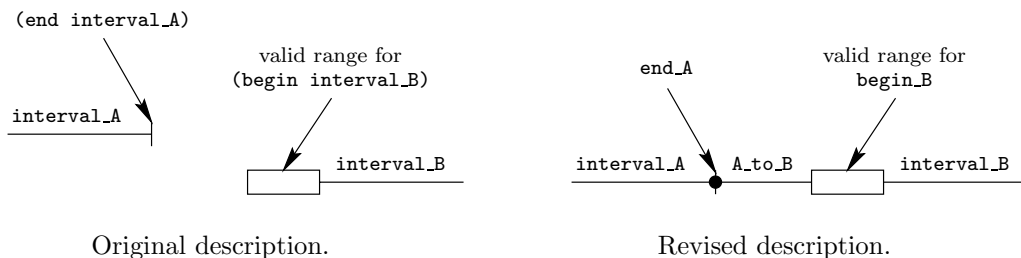 (end interval_A)
valid range for
(begin interval_B)
interval_A
interval_B
Original description.
end_A
valid range for
begin_B
interval_A
A_to_B
interval_B
Revised description.